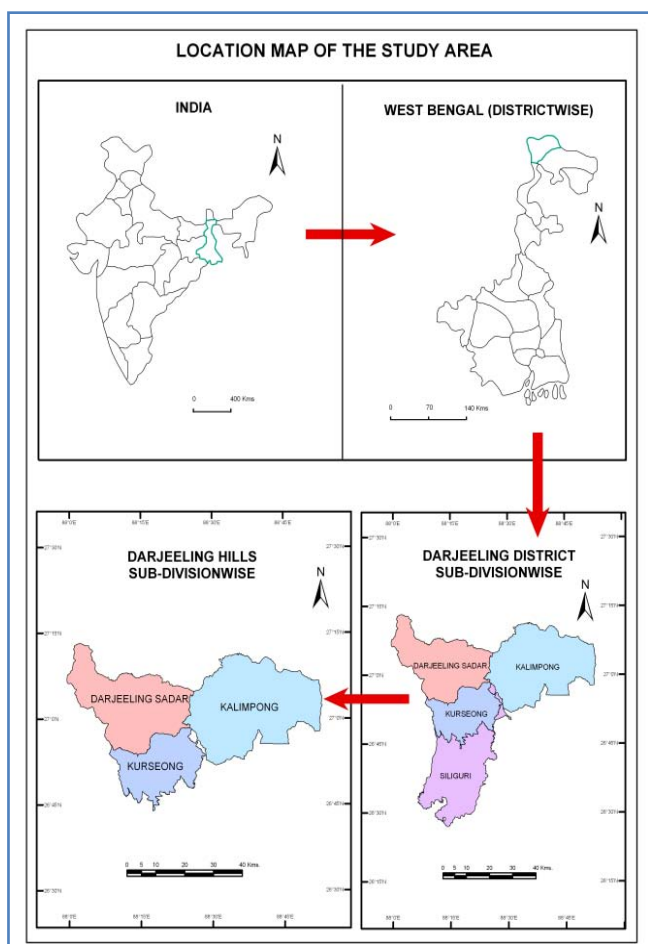 LOCATION MAP OF THE STUDY AREA
INDIA
N
0 400 Kms
WEST BENGAL (DISTRICTWISE)
N
0 70 140 Kms
DARJEELING HILLS
SUB-DIVISIONWISE
N
DARJEELING SADAR
KALIMPONG
KURSEONG
0 5 10 20 30 40 Kms.
DARJEELING DISTRICT
SUB-DIVISIONWISE
N
DARJEELING SADAR
KALIMPONG
KURSEONG
SILIGURI
0 5 10 20 30 40 Kms.